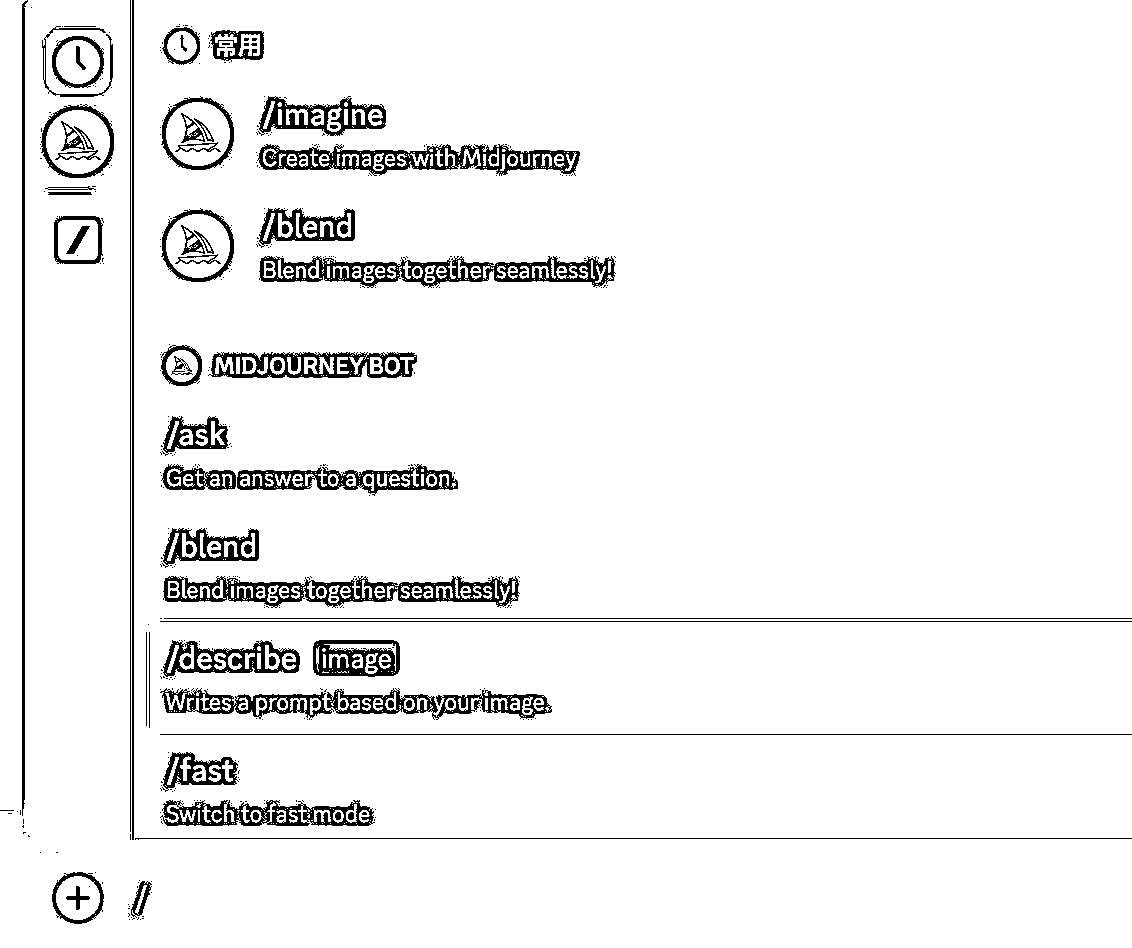 常用
/imagine
Create images with Midjourney
/blend
Blend images together seamlessly!
MIDJOURNEY BOT
/ask
Get an answer to a question.
/blend
Blend images together seamlessly!
/describe image
Writes a prompt based on your image.
/fast
Switch to fast mode
/